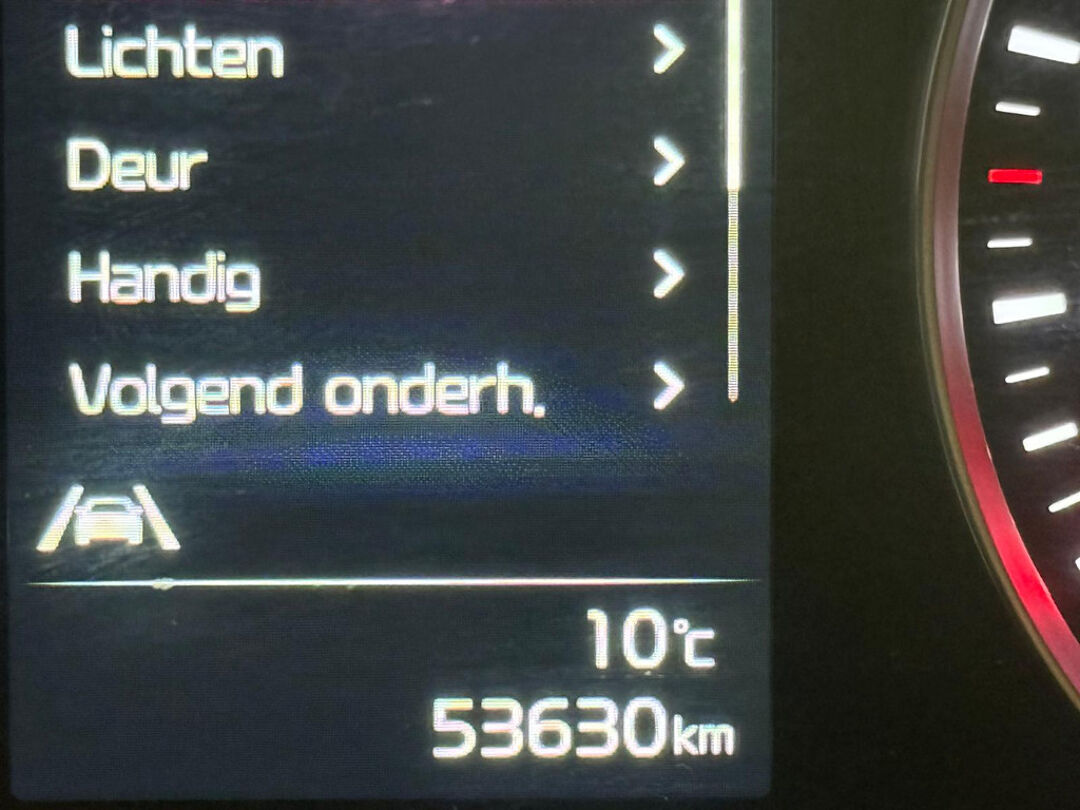 Lichten
Deur
Handig
Volgend onderh.
10°C
53630km